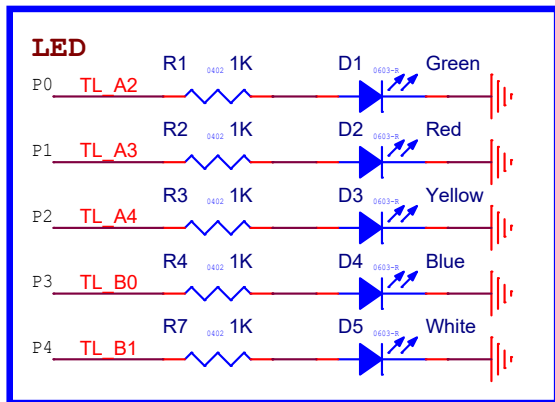 LED
P0 TL_A2 R1 0402 1K D1 0603-R Green
P1 TL_A3 R2 0402 1K D2 0603-R Red
P2 TL_A4 R3 0402 1K D3 0603-R Yellow
P3 TL_B0 R4 0402 1K D4 0603-R Blue
P4 TL_B1 R7 0402 1K D5 0603-R White